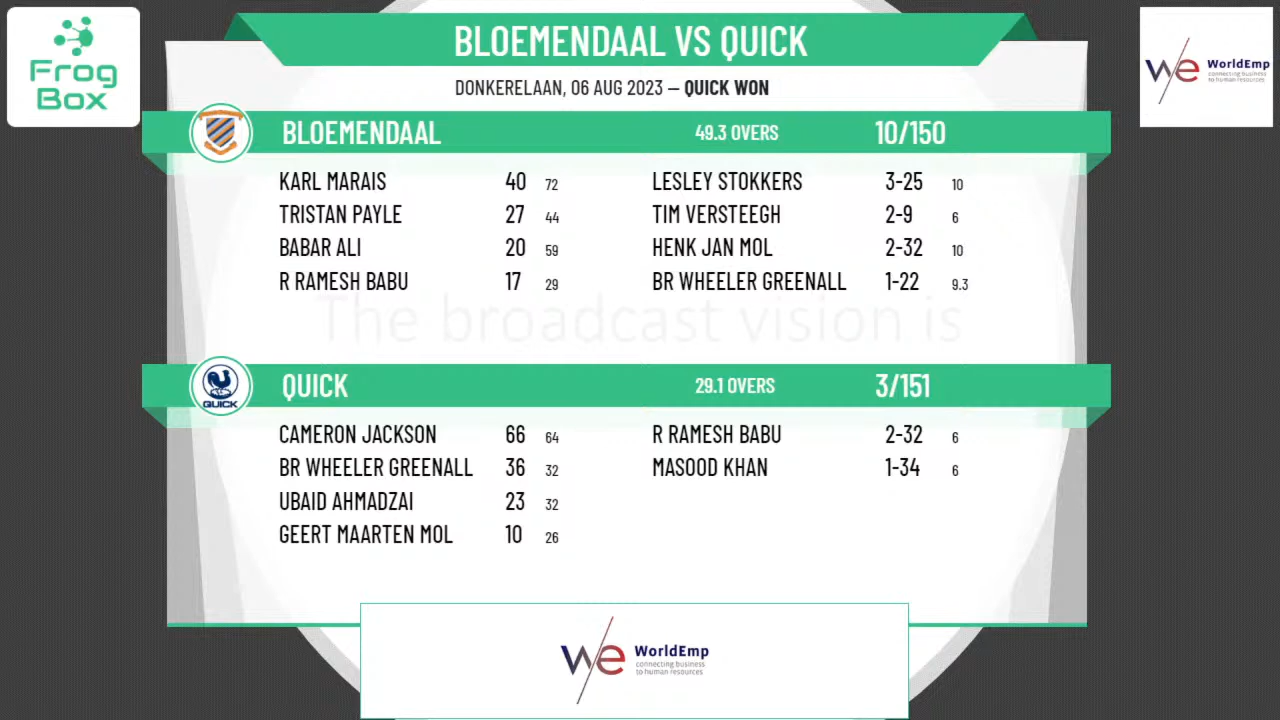 Frog
Box
BLOEMENDAAL VS QUICK
WorldEmp
connecting business
to human resources
DONKERELAAN, 06 AUG 2023 – QUICK WON
BLOEMENDAAL 49.3 OVERS 10/150
KARL MARAIS 40 72 LESLEY STOKKERS 3-25 10
TRISTAN PAYLE 27 44 TIM VERSTEEGH 2-9 6
BABAR ALI 20 59 HENK JAN MOL 2-32 10
R RAMESH BABU 17 29 BR WHEELER GREENALL 1-22 9.3
The broadcast vision is
QUICK QUICK 29.1 OVERS 3/151
CAMERON JACKSON 66 64 R RAMESH BABU 2-32 6
BR WHEELER GREENALL 36 32 MASOOD KHAN 1-34 6
UBAID AHMADZAI 23 32
GEERT MAARTEN MOL 10 26
we WorldEmp
connecting business
to human resources